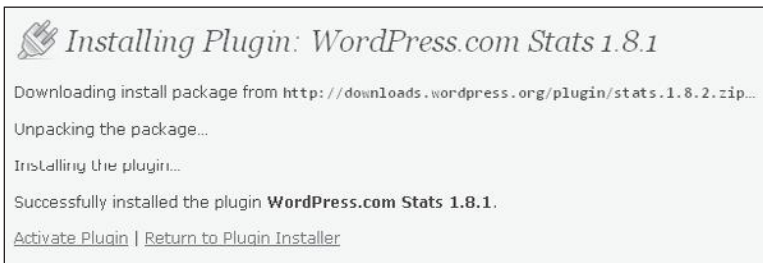 Installing Plugin: WordPress.com Stats 1.8.1
Downloading install package from http://downloads.wordpress.org/plugin/stats.1.8.2.zip…
Unpacking the package…
Installing the plugin…
Successfully installed the plugin WordPress.com Stats 1.8.1.
Activate Plugin | Return to Plugin Installer